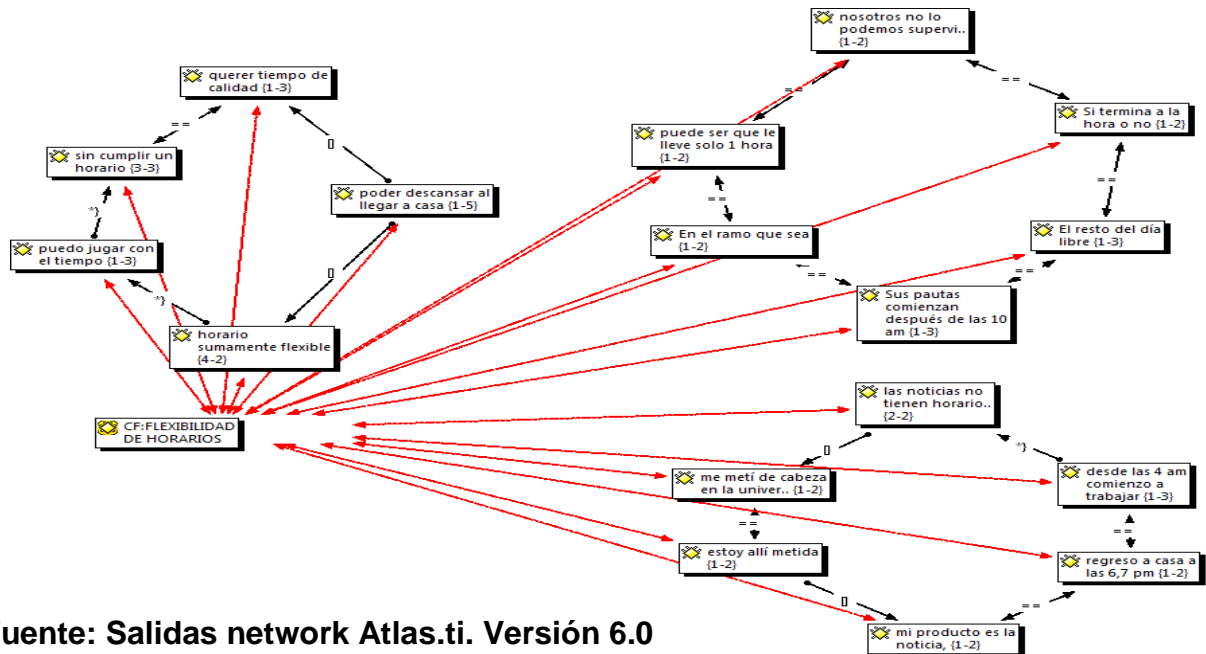 nosotros no lo
podemos supervi..
{1-2}
querer tiempo de
calidad {1-3}
==
==
==
[]
Si termina a la
hora o no {1-2}
puede ser que le
lleve solo 1 hora
{1-2}
sin cumplir un
horario {3-3}
==
==
poder descansar al
llegar a casa {1-5}
*}
El resto del día
libre {1-3}
En el ramo que sea
{1-2}
puedo jugar con
el tiempo {1-3}
[]
==
==
*}
Sus pautas
comienzan
después de las 10
am {1-3}
horario
sumamente flexible
{4-2}
las noticias no
tienen horario..
{2-2}
CF:FLEXIBILIDAD
DE HORARIOS
[]
*}
me metí de cabeza
en la univer.. {1-2}
desde las 4 am
comienzo a
trabajar {1-3}
==
==
estoy allí metida
{1-2}
regreso a casa a
las 6,7 pm {1-2}
[]
==
mi producto es la
noticia, {1-2}
uente: Salidas network Atlas.ti. Versión 6.0